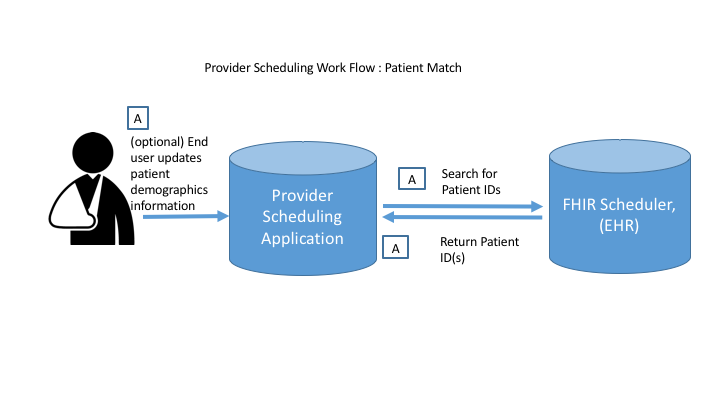 Provider Scheduling Work Flow : Patient Match
A
(optional) End
user updates
patient
demographics
information
Provider
Scheduling
Application
A
Search for
Patient IDs
A
Return Patient
ID(s)
FHIR Scheduler,
(EHR)